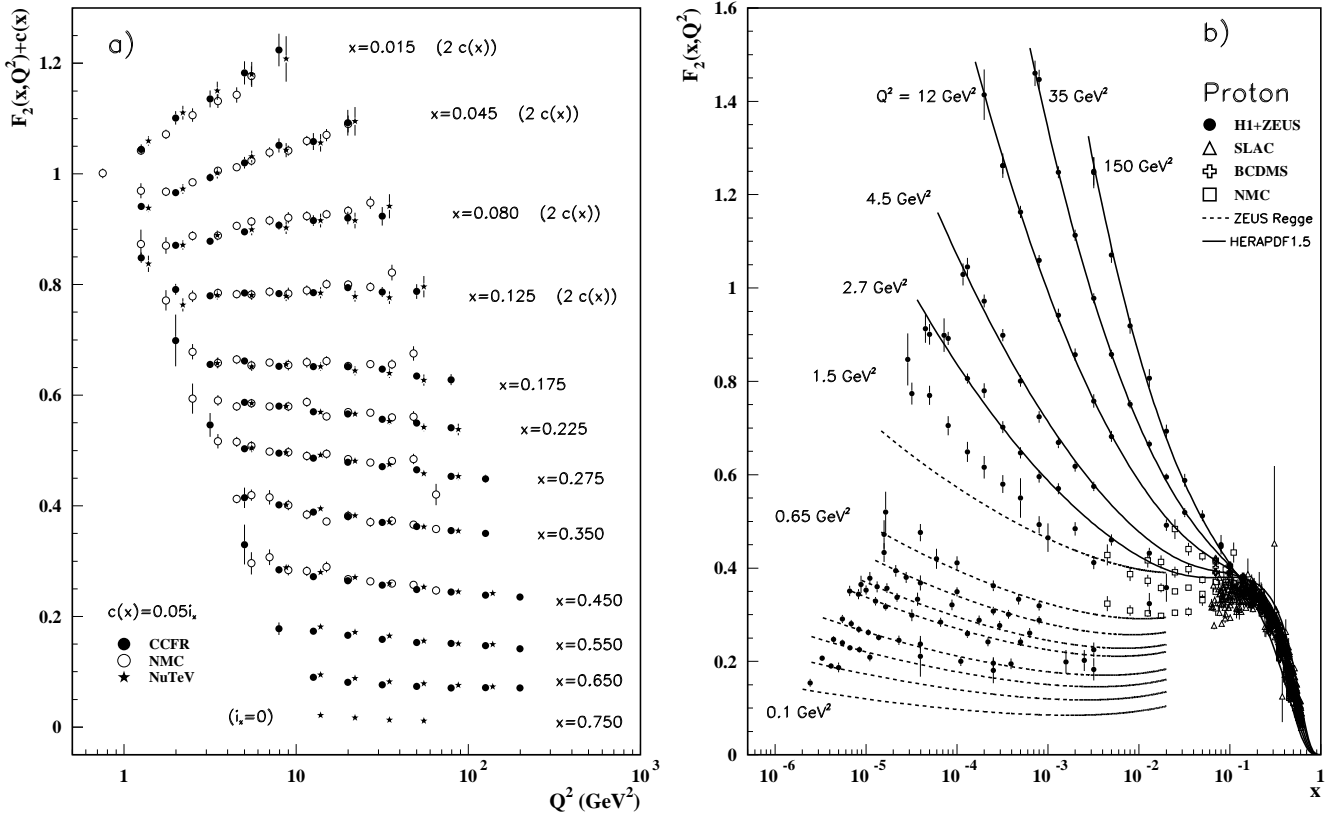 F₂(x,Q²)+c(x)
a)
x=0.015 (2 c(x))
x=0.045 (2 c(x))
x=0.080 (2 c(x))
x=0.125 (2 c(x))
x=0.175
x=0.225
x=0.275
x=0.350
x=0.450
x=0.550
x=0.650
x=0.750
c(x)=0.05iₓ
CCFR
NMC
NuTeV
(iₓ=0)
1.2
1
0.8
0.6
0.4
0.2
0
1
10
10²
10³
Q² (GeV²)
F₂(x,Q²)
b)
Q² = 12 GeV²
35 GeV²
150 GeV²
4.5 GeV²
2.7 GeV²
1.5 GeV²
0.65 GeV²
0.1 GeV²
Proton
H1+ZEUS
SLAC
BCDMS
NMC
ZEUS Regge
HERAPDF1.5
1.6
1.4
1.2
1
0.8
0.6
0.4
0.2
0
10⁻⁶
10⁻⁵
10⁻⁴
10⁻³
10⁻²
10⁻¹
1
x